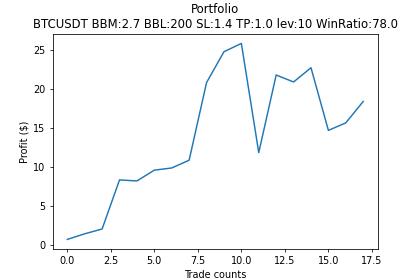 Portfolio
BTCUSDT BBM:2.7 BBL:200 SL:1.4 TP:1.0 lev:10 WinRatio:78.0
25
20
15
10
5
0
Profit ($)
0.0 2.5 5.0 7.5 10.0 12.5 15.0 17.5
Trade counts